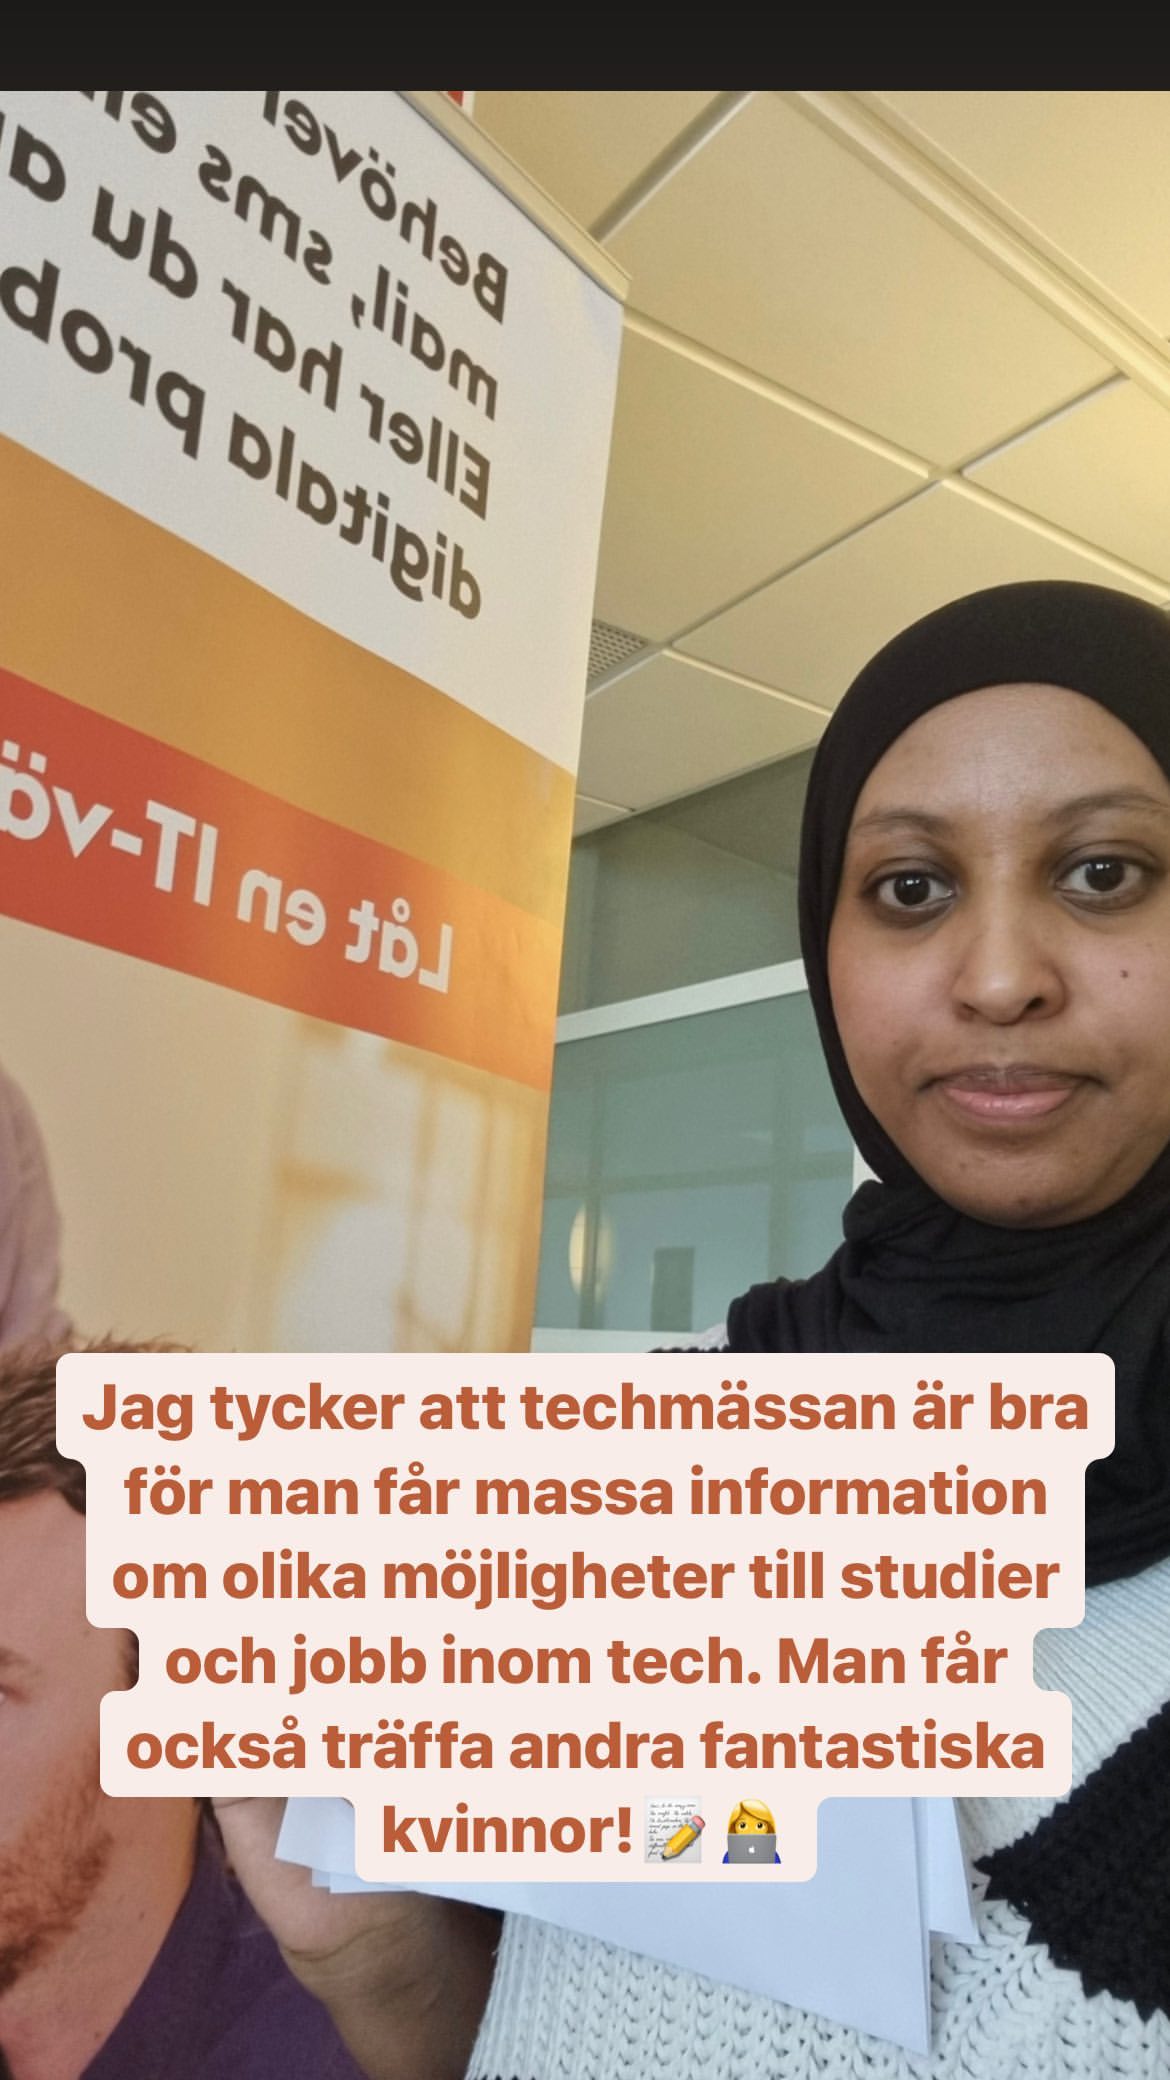 Behöver
mail, sms
Eller har du
digitala
Låt en
Jag tycker att techmässan är bra
för man får massa information
om olika möjligheter till studier
och jobb inom tech. Man får
också träffa andra fantastiska
kvinnor!📝👩‍💻